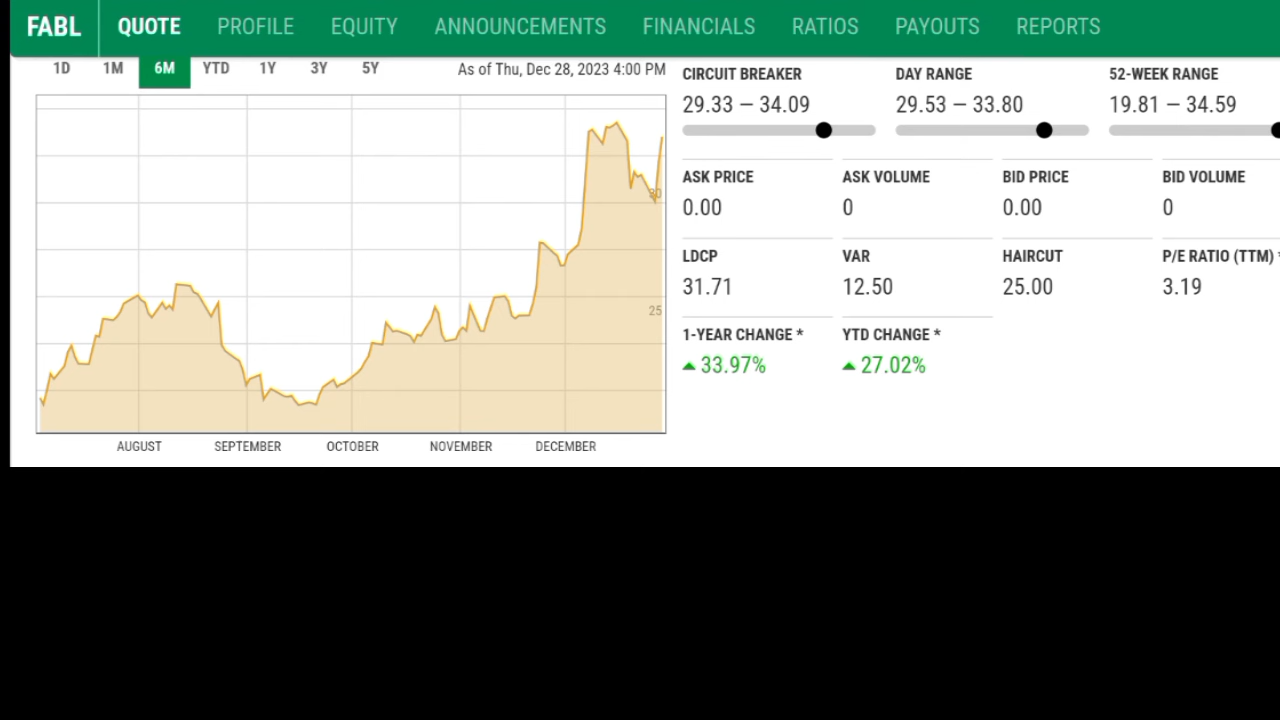 FABL QUOTE PROFILE EQUITY ANNOUNCEMENTS FINANCIALS RATIOS PAYOUTS REPORTS
1D 1M 6M YTD 1Y 3Y 5Y
As of Thu, Dec 28, 2023 4:00 PM
30
25
AUGUST SEPTEMBER OCTOBER NOVEMBER DECEMBER
CIRCUIT BREAKER DAY RANGE 52-WEEK RANGE
29.33 — 34.09 29.53 — 33.80 19.81 — 34.59
ASK PRICE ASK VOLUME BID PRICE BID VOLUME
0.00 0 0.00 0
LDCP VAR HAIRCUT P/E RATIO (TTM) *
31.71 12.50 25.00 3.19
1-YEAR CHANGE * YTD CHANGE *
33.97% 27.02%